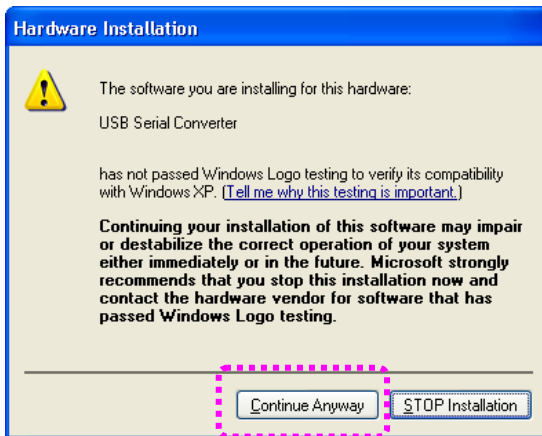 Hardware Installation
The software you are installing for this hardware:
USB Serial Converter
has not passed Windows Logo testing to verify its compatibility
with Windows XP. (Tell me why this testing is important.)
Continuing your installation of this software may impair
or destabilize the correct operation of your system
either immediately or in the future. Microsoft strongly
recommends that you stop this installation now and
contact the hardware vendor for software that has
passed Windows Logo testing.
Continue Anyway STOP Installation